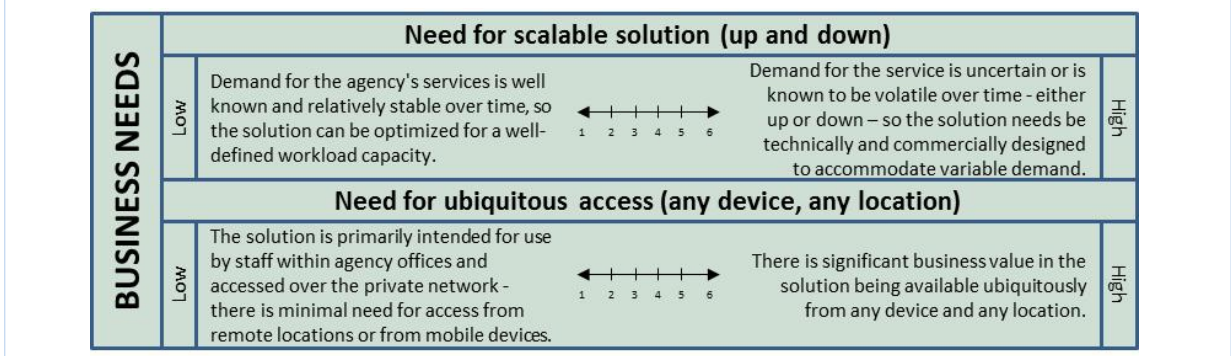 BUSINESS NEEDS
Need for scalable solution (up and down)
Low
Demand for the agency's services is well
known and relatively stable over time, so
the solution can be optimized for a well-
defined workload capacity.
1 2 3 4 5 6
Demand for the service is uncertain or is
known to be volatile over time - either
up or down – so the solution needs be
technically and commercially designed
to accommodate variable demand.
High
Need for ubiquitous access (any device, any location)
Low
The solution is primarily intended for use
by staff within agency offices and
accessed over the private network -
there is minimal need for access from
remote locations or from mobile devices.
1 2 3 4 5 6
There is significant business value in the
solution being available ubiquitously
from any device and any location.
High